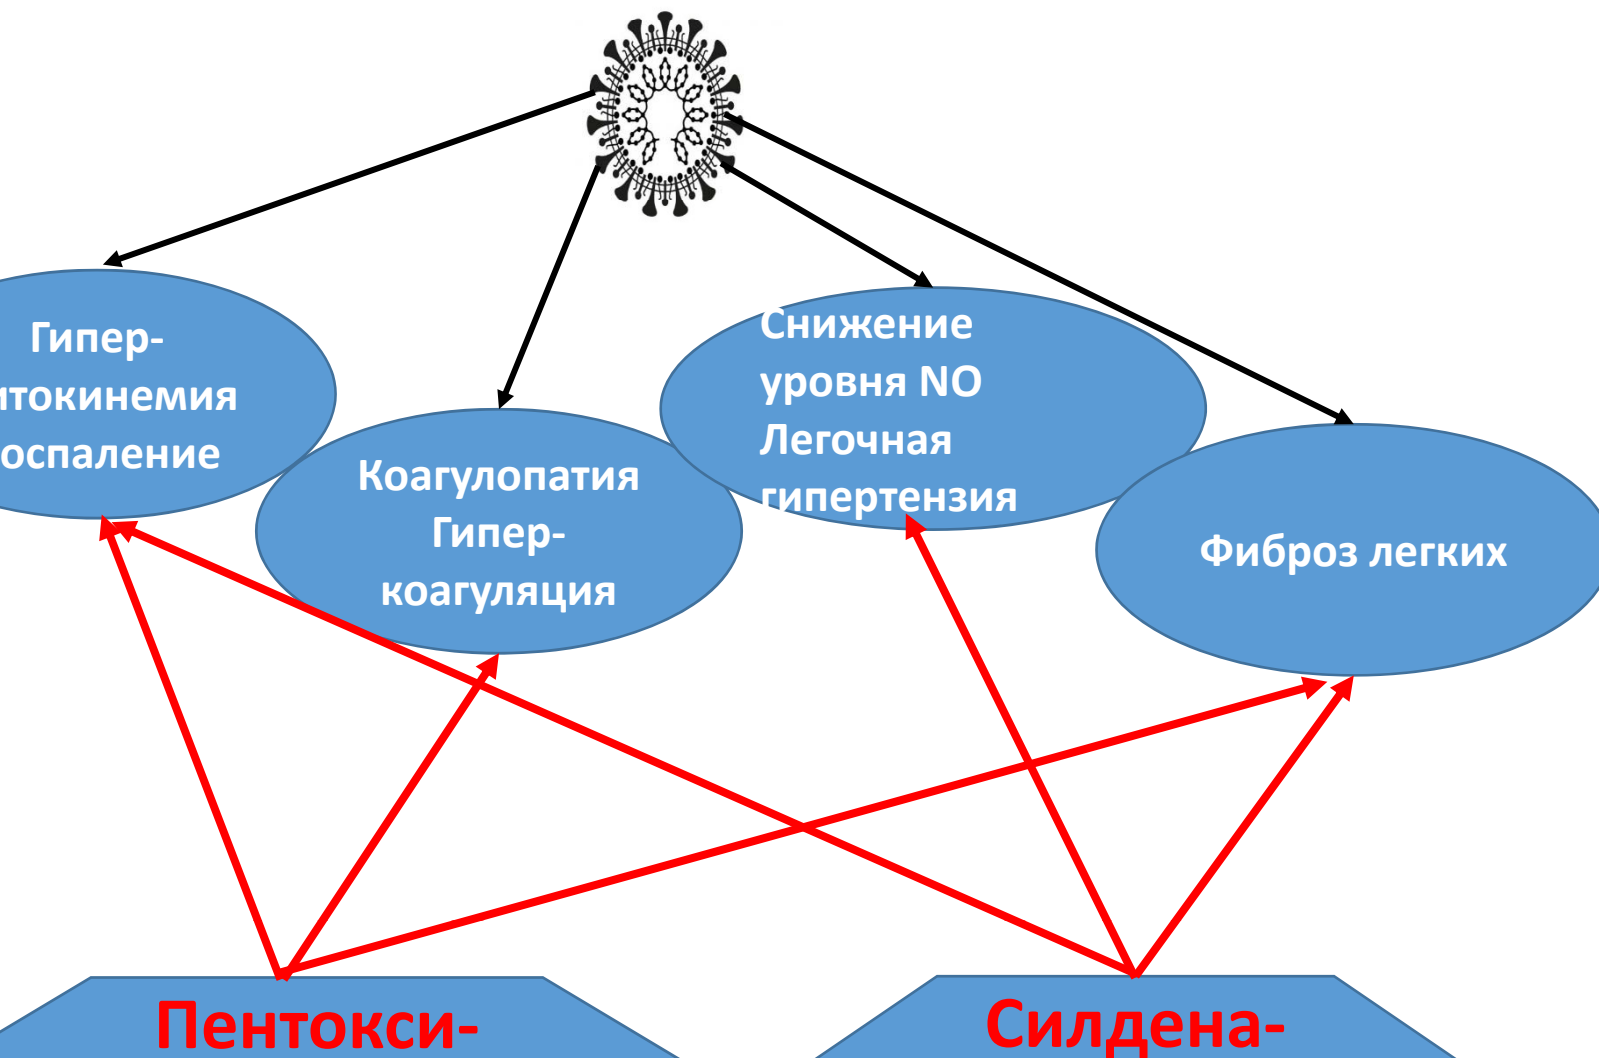 Гипер-
итокинемия
оспаление
Коагулопатия
Гипер-
коагуляция
Снижение
уровня NO
Легочная
гипертензия
Фиброз легких
Пентокси-
Силдена-